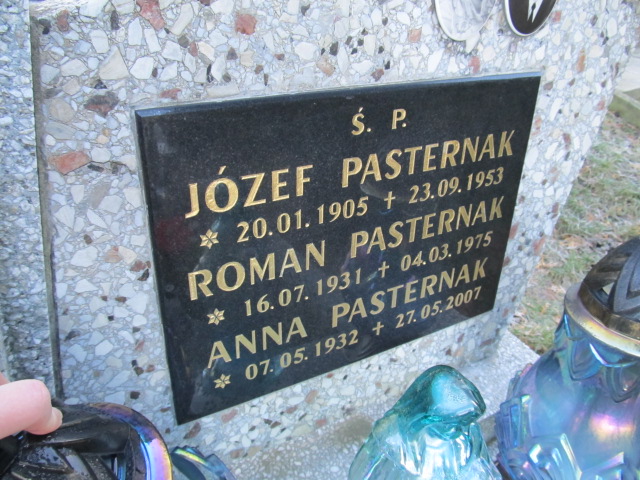 Ś. P.
JÓZEF PASTERNAK
* 20.01.1905 + 23.09.1953
ROMAN PASTERNAK
* 16.07.1931 + 04.03.1975
ANNA PASTERNAK
* 07.05.1932 + 27.05.2007